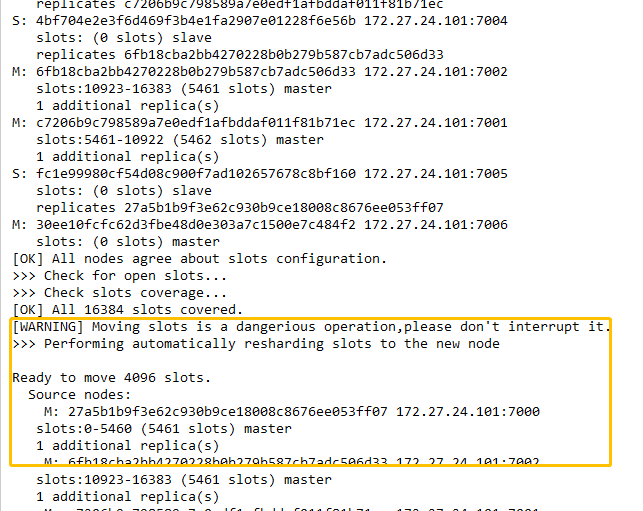 replicates c7206b9c798589a7e0edf1afbddaf011f81b71ec
S: 4bf704e2e3f6d469f3b4e1fa2907e01228f6e56b 172.27.24.101:7004
slots: (0 slots) slave
replicates 6fb18cba2bb4270228b0b279b587cb7adc506d33
M: 6fb18cba2bb4270228b0b279b587cb7adc506d33 172.27.24.101:7002
slots:10923-16383 (5461 slots) master
1 additional replica(s)
M: c7206b9c798589a7e0edf1afbddaf011f81b71ec 172.27.24.101:7001
slots:5461-10922 (5462 slots) master
1 additional replica(s)
S: fc1e99980cf54d08c900f7ad102657678c8bf160 172.27.24.101:7005
slots: (0 slots) slave
replicates 27a5b1b9f3e62c930b9ce18008c8676ee053ff07
M: 30ee10fcfc62d3fbe48d0e303a7c1500e7c484f2 172.27.24.101:7006
slots: (0 slots) master
[OK] All nodes agree about slots configuration.
>>> Check for open slots...
>>> Check slots coverage...
[OK] All 16384 slots covered.
[WARNING] Moving slots is a dangerious operation,please don't interrupt it.
>>> Performing automatically resharding slots to the new node
Ready to move 4096 slots.
Source nodes:
M: 27a5b1b9f3e62c930b9ce18008c8676ee053ff07 172.27.24.101:7000
slots:0-5460 (5461 slots) master
1 additional replica(s)
M: 6fb18cba2bb4270228b0b279b587cb7adc506d33 172.27.24.101:7002
slots:10923-16383 (5461 slots) master
1 additional replica(s)